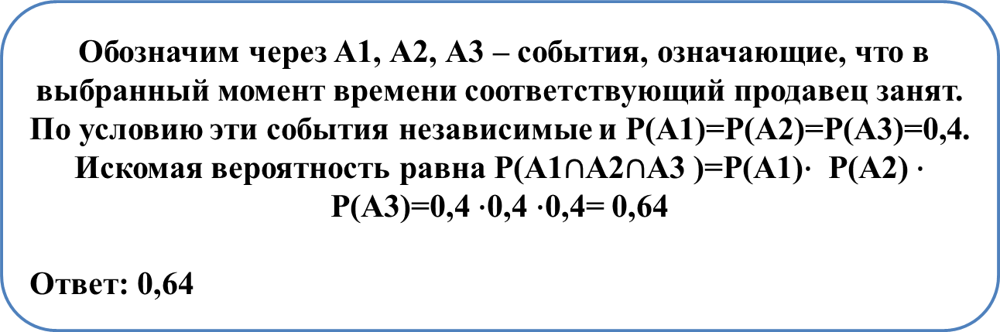 Обозначим через А1, А2, А3 – события, означающие, что в
выбранный момент времени соответствующий продавец занят.
По условию эти события независимые и Р(А1)=Р(А2)=Р(А3)=0,4.
Искомая вероятность равна Р(А1∩А2∩А3 )=Р(А1)· Р(А2) ·
Р(А3)=0,4 ·0,4 ·0,4= 0,64
Ответ: 0,64